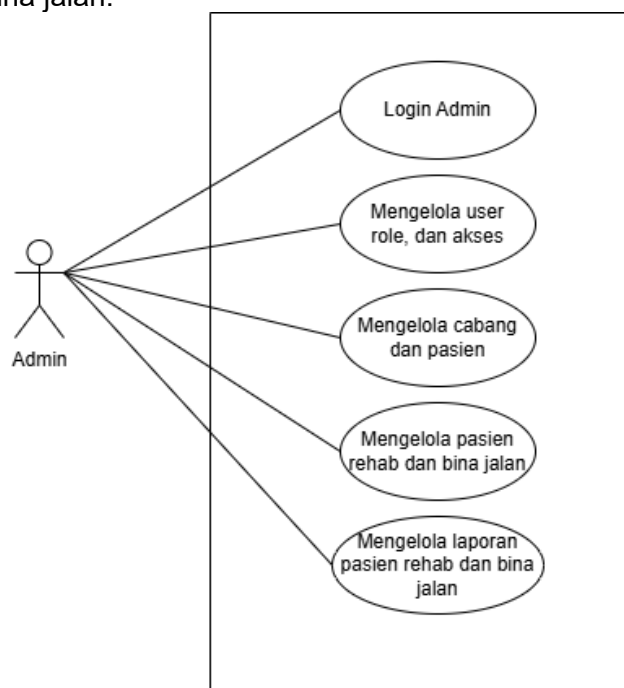 jalan.
Login Admin
Mengelola user
role, dan akses
Mengelola cabang
dan pasien
Admin
Mengelola pasien
rehab dan bina jalan
Mengelola laporan
pasien rehab dan bina
jalan